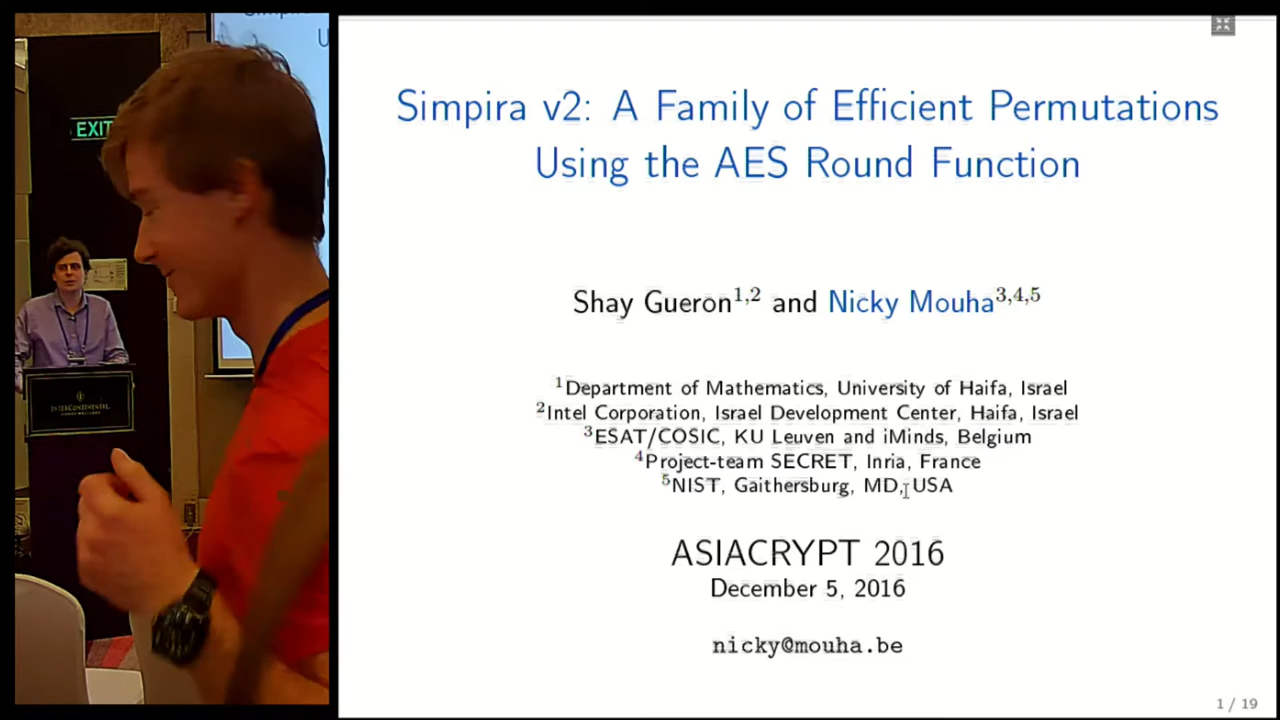 EXIT
INTERCONTINENTAL
Simpira v2: A Family of Efficient Permutations
Using the AES Round Function
Shay Gueron1,2 and Nicky Mouha3,4,5
1Department of Mathematics, University of Haifa, Israel
2Intel Corporation, Israel Development Center, Haifa, Israel
3ESAT/COSIC, KU Leuven and iMinds, Belgium
4Project-team SECRET, Inria, France
5NIST, Gaithersburg, MD, USA
ASIACRYPT 2016
December 5, 2016
nicky@mouha.be
1 / 19